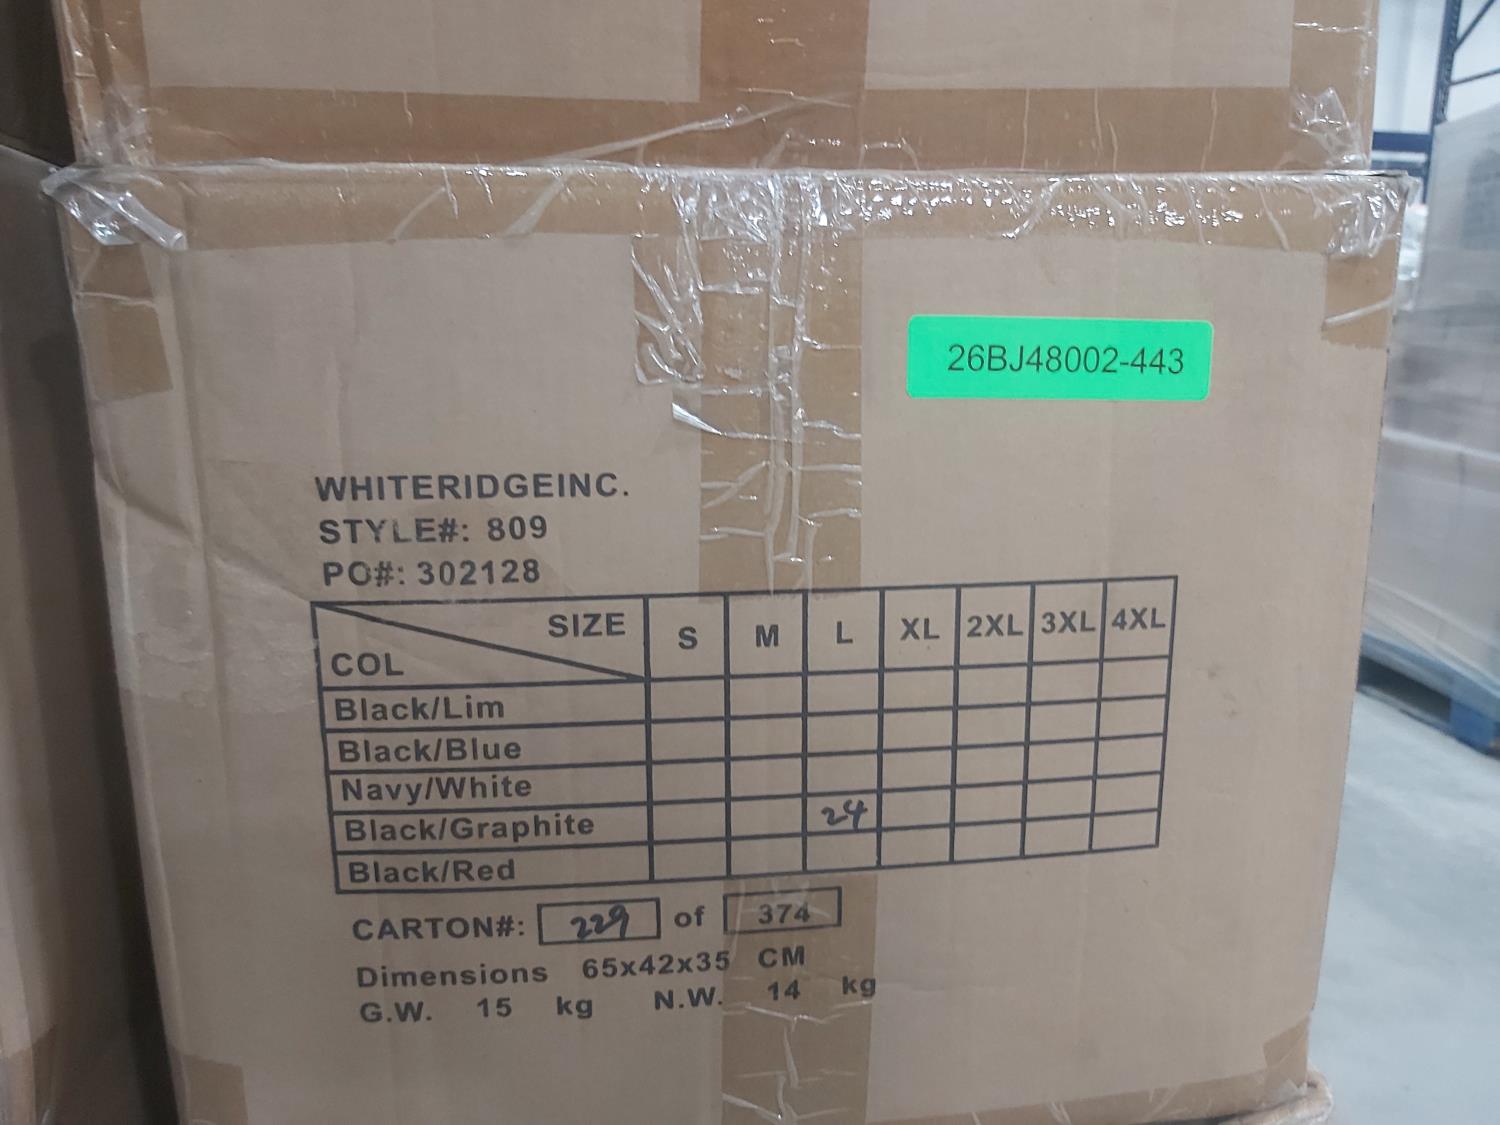 26BJ48002-443
WHITERIDGEINC.
STYLE#: 809
PO#: 302128
SIZE S M L XL 2XL 3XL 4XL
COL
Black/Lim
Black/Blue
Navy/White
Black/Graphite 24
Black/Red
CARTON#: 229 of 374
Dimensions 65x42x35 CM
G.W. 15 kg N.W. 14 kg